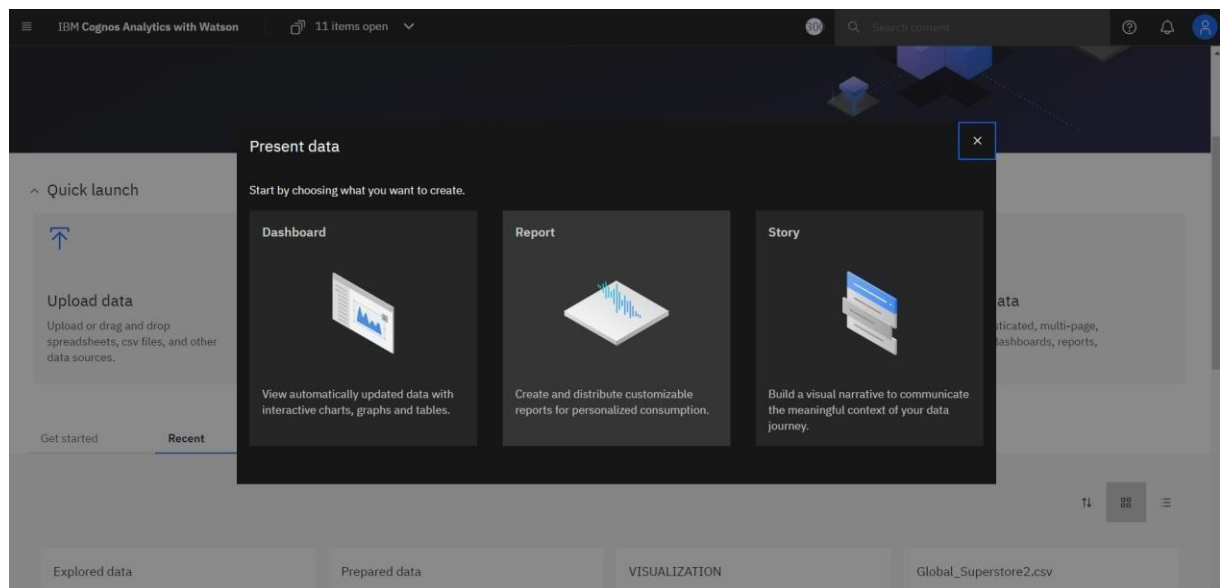 IBM Cognos Analytics with Watson
11 items open
Search content
Present data
Start by choosing what you want to create.
Dashboard
View automatically updated data with
interactive charts, graphs and tables.
Report
Create and distribute customizable
reports for personalized consumption.
Story
Build a visual narrative to communicate
the meaningful context of your data
journey.
Quick launch
Upload data
Upload or drag and drop
spreadsheets, csv files, and other
data sources.
ata
sticated, multi-page,
dashboards, reports,
Get started
Recent
Explored data
Prepared data
VISUALIZATION
Global_Superstore2.csv